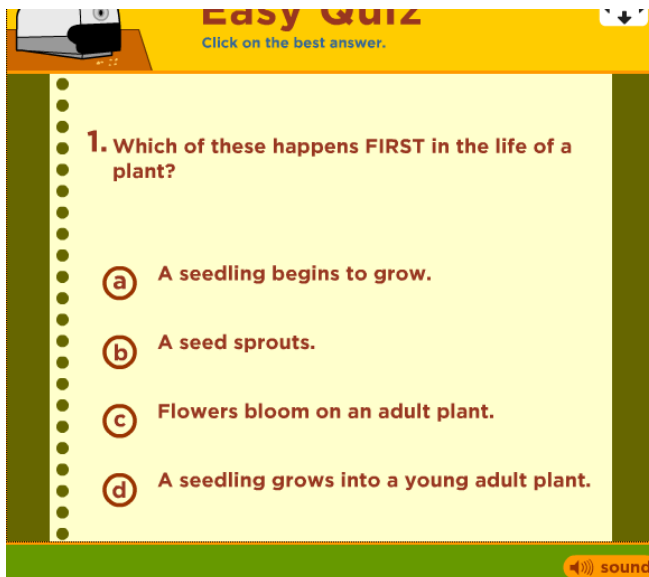 Easy Quiz
Click on the best answer.
1. Which of these happens FIRST in the life of a
plant?
a A seedling begins to grow.
b A seed sprouts.
c Flowers bloom on an adult plant.
d A seedling grows into a young adult plant.
sound